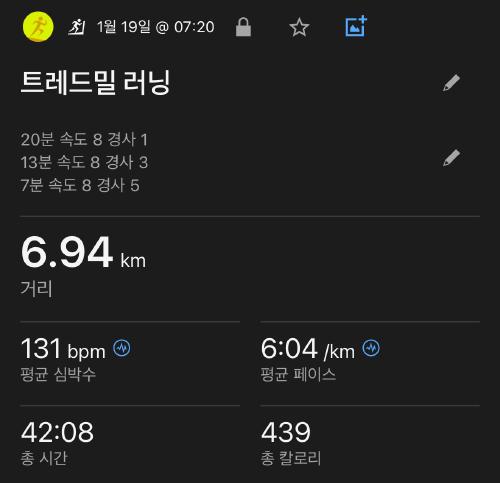 1월 19일 @ 07:20
트레드밀 러닝
20분 속도 8 경사 1
13분 속도 8 경사 3
7분 속도 8 경사 5
6.94 km
거리
131 bpm
평균 심박수
6:04 /km
평균 페이스
42:08
총 시간
439
총 칼로리